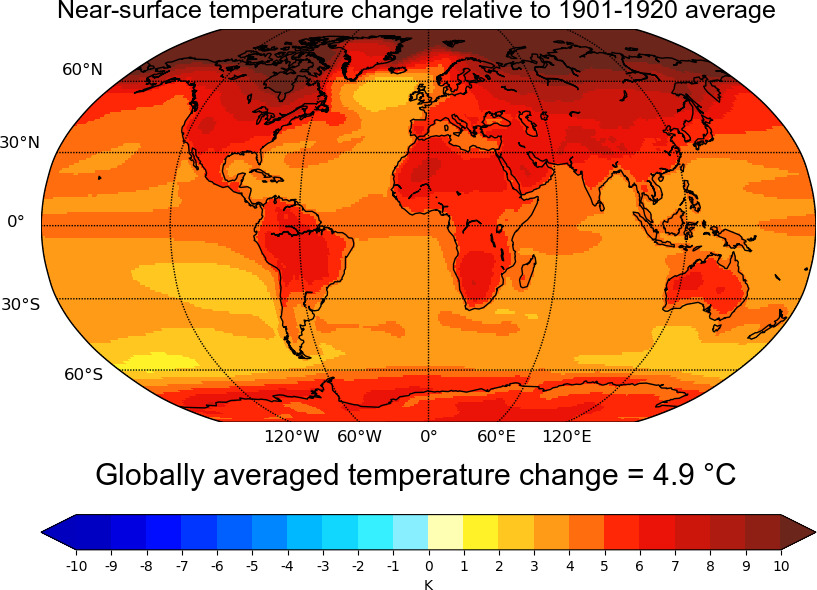 Near-surface temperature change relative to 1901-1920 average
60°N
30°N
0°
30°S
60°S
120°W 60°W 0° 60°E 120°E
Globally averaged temperature change = 4.9 °C
-10 -9 -8 -7 -6 -5 -4 -3 -2 -1 0 1 2 3 4 5 6 7 8 9 10
K